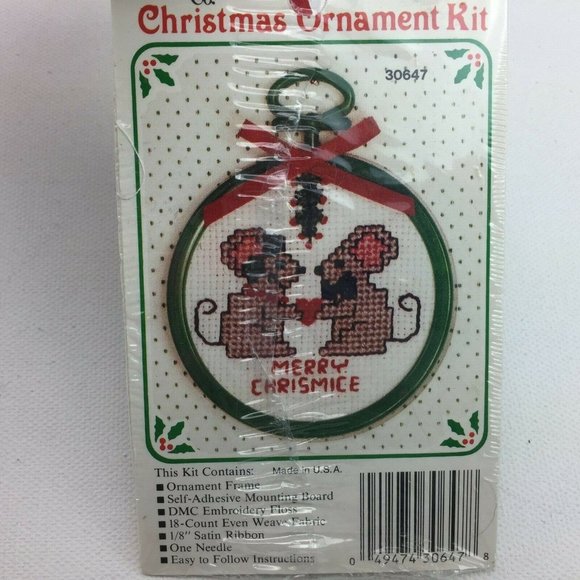 Co.
Christmas Ornament Kit
30647
MERRY
CHRISMICE
This Kit Contains: Made in U.S.A.
■ Ornament Frame
■ Self-Adhesive Mounting Board
■ DMC Embroidery Floss
■ 18-Count Even Weave Fabric
■ 1/8" Satin Ribbon
■ One Needle
■ Easy to Follow Instructions
0 49474 30647 8